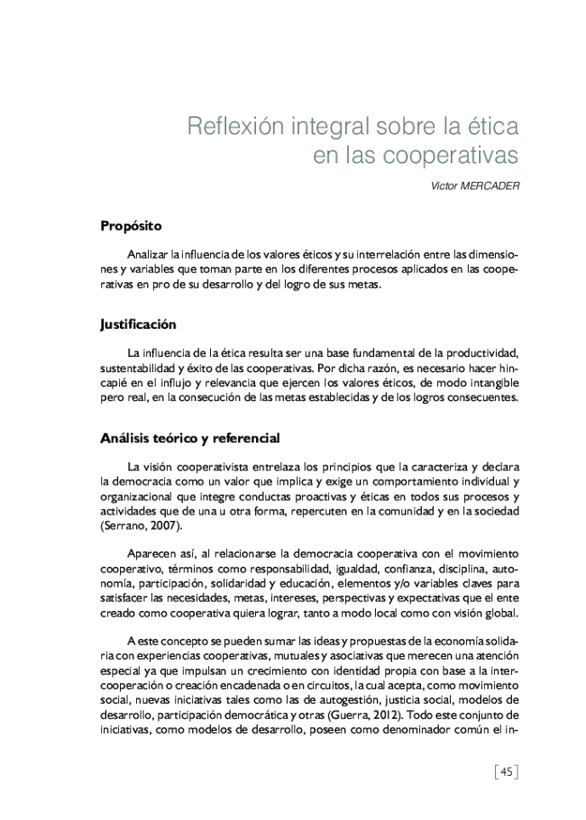 Reflexión integral sobre la ética
en las cooperativas
Victor MERCADER
Propósito
Analizar la influencia de los valores éticos y su interrelación entre las dimensio-
nes y variables que toman parte en los diferentes procesos aplicados en las coope-
rativas en pro de su desarrollo y del logro de sus metas.
Justificación
La influencia de la ética resulta ser una base fundamental de la productividad,
sustentabilidad y éxito de las cooperativas. Por dicha razón, es necesario hacer hin-
capié en el influjo y relevancia que ejercen los valores éticos, de modo intangible
pero real, en la consecución de las metas establecidas y de los logros consecuentes.
Análisis teórico y referencial
La visión cooperativista entrelaza los principios que la caracteriza y declara
la democracia como un valor que implica y exige un comportamiento individual y
organizacional que integre conductas proactivas y éticas en todos sus procesos y
actividades que de una u otra forma, repercuten en la comunidad y en la sociedad
(Serrano, 2007).
Aparecen así, al relacionarse la democracia cooperativa con el movimiento
cooperativo, términos como responsabilidad, igualdad, confianza, disciplina, auto-
nomía, participación, solidaridad y educación, elementos y/o variables claves para
satisfacer las necesidades, metas, intereses, perspectivas y expectativas que el ente
creado como cooperativa quiera lograr, tanto a modo local como con visión global.
A este concepto se pueden sumar las ideas y propuestas de la economía solida-
ria con experiencias cooperativas, mutuales y asociativas que merecen una atención
especial ya que impulsan un crecimiento con identidad propia con base a la inter-
cooperación o creación encadenada o en circuitos, la cual acepta, como movimiento
social, nuevas iniciativas tales como las de autogestión, justicia social, modelos de
desarrollo, participación democrática y otras (Guerra, 2012). Todo este conjunto de
iniciativas, como modelos de desarrollo, poseen como denominador común el in-
[45]